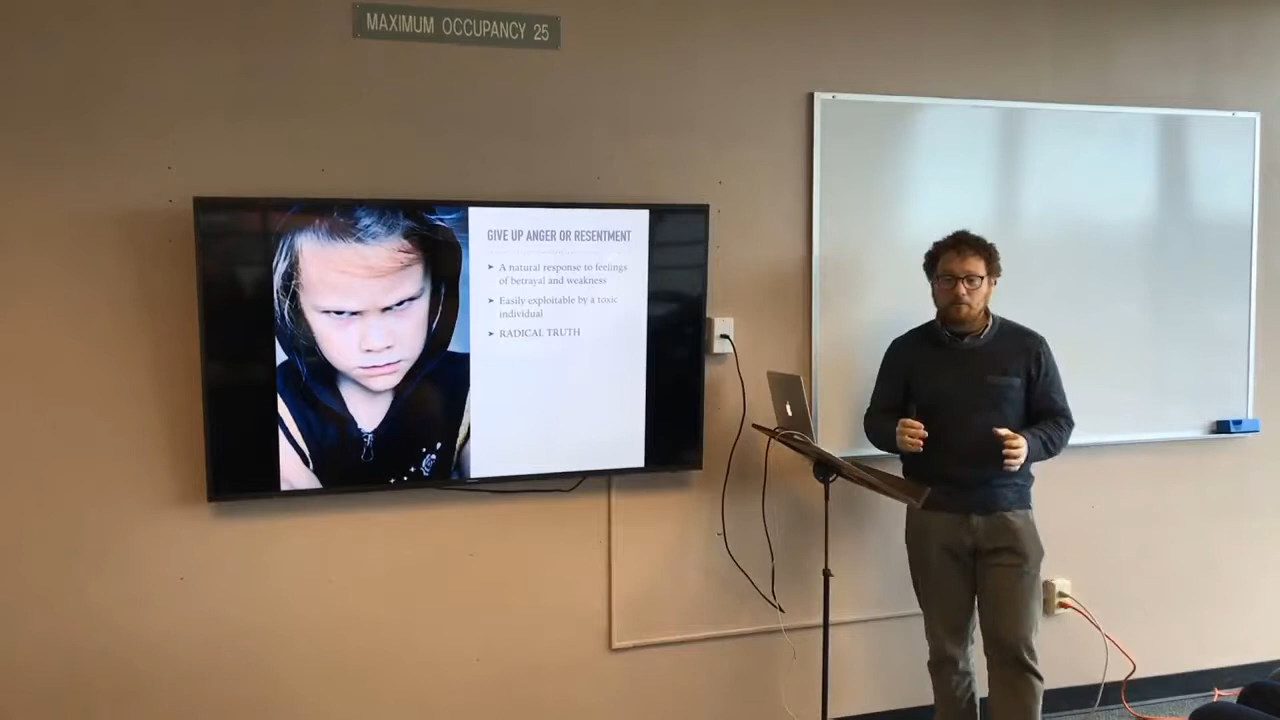 MAXIMUM OCCUPANCY 25
GIVE UP ANGER OR RESENTMENT
➤ A natural response to feelings
of betrayal and weakness
➤ Easily exploitable by a toxic
individual
➤ RADICAL TRUTH